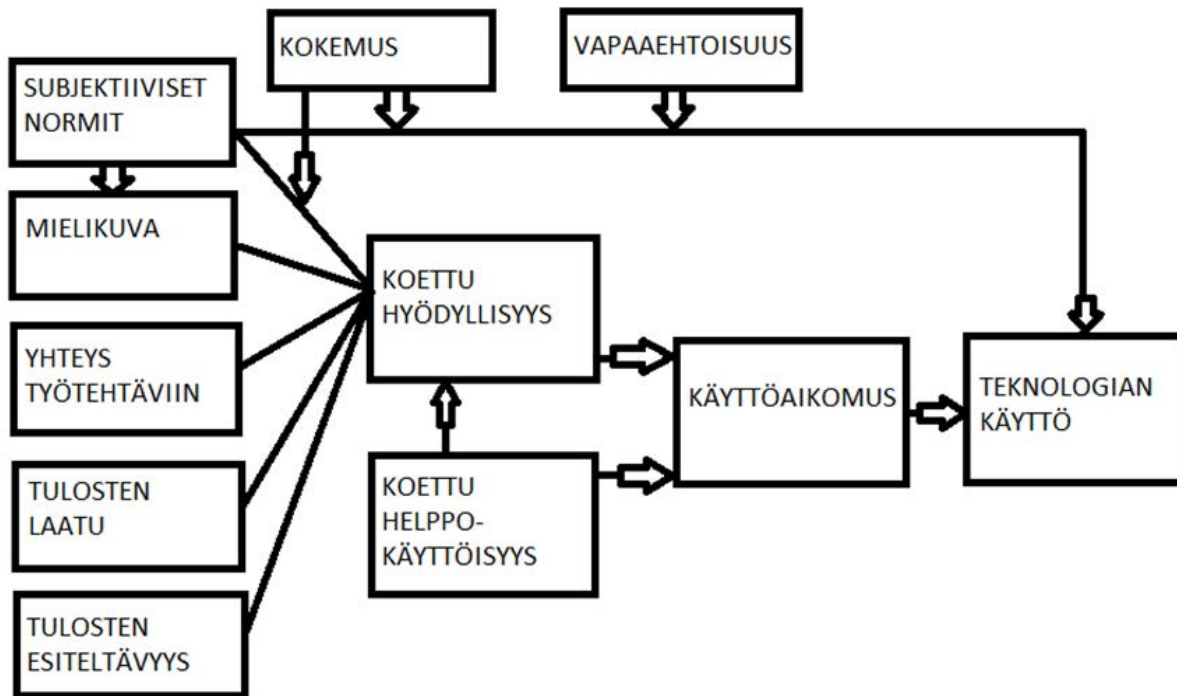 KOKEMUS
VAPAAEHTOISUUS
SUBJEKTIIVISET
NORMIT
MIELIKUVA
KOETTU
HYÖDYLLISYYS
YHTEYS
TYÖTEHTÄVIIN
KÄYTTÖAIKOMUS
TEKNOLOGIAN
KÄYTTÖ
TULOSTEN
LAATU
KOETTU
HELPPO-
KÄYTTÖISYYS
TULOSTEN
ESITELTÄVYYS